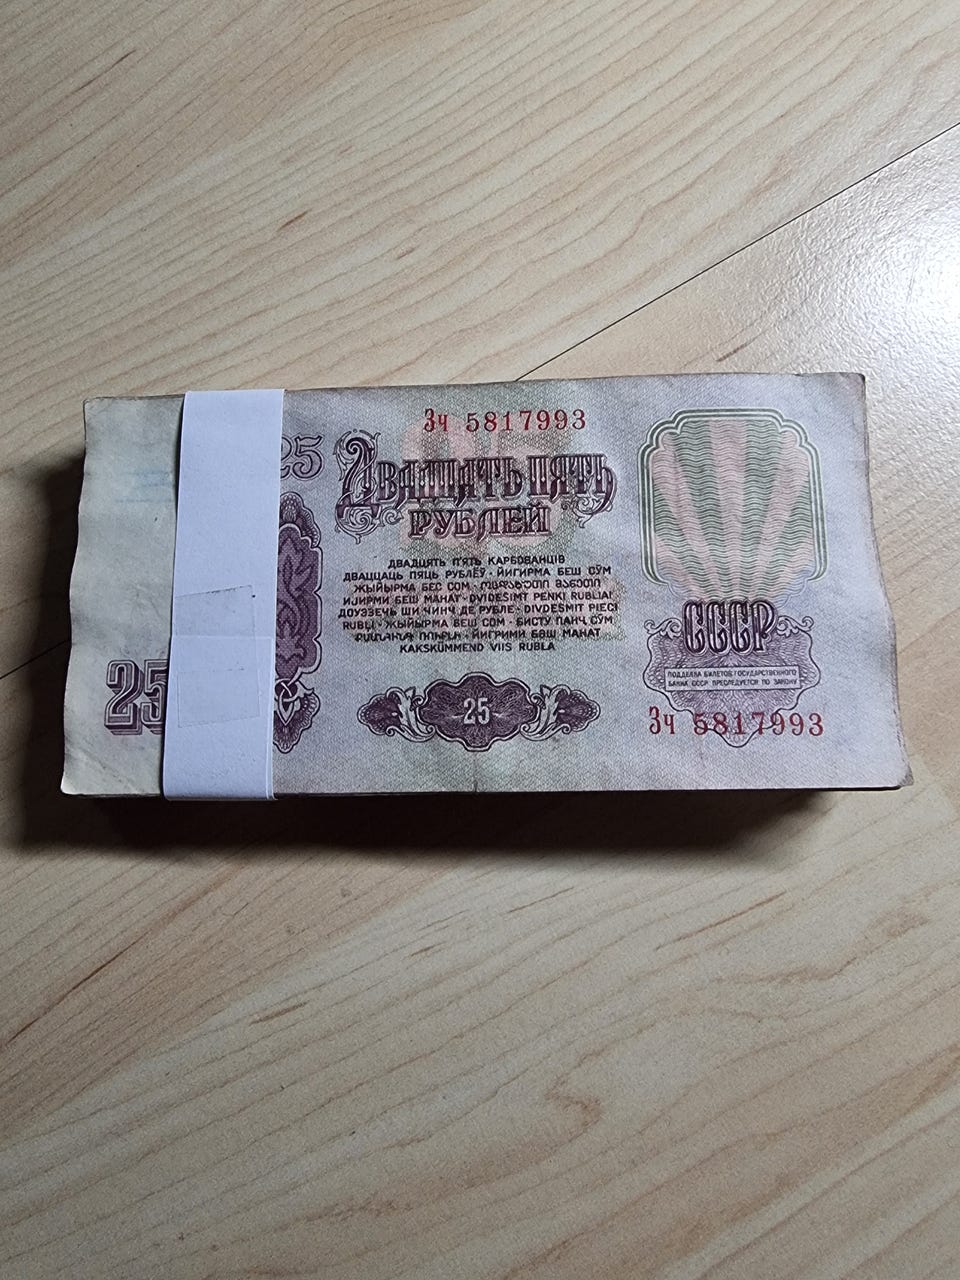 Зч 5817993
25
ДВАДЦАТЬ ПЯТЬ
РУБЛЕЙ
ДВАДЦЯТЬ П'ЯТЬ КАРБОВАНЦІВ
ДВАЦЦАЦЬ ПЯЦЬ РУБЛЁЎ · ЙИГИРМА БЕШ СЎМ
ЖЫЙЫРМА БЕС СОМ · ᲝᲪᲓᲐᲮᲣᲗᲘ ᲛᲐᲜᲔᲗᲘ
ИЈИРМИ БЕШ МАНАТ · DVIDEŠIMT PENKI RUBLIAI
ДОУЭЗЕЧЬ ШИ ЧИНЧ ДЕ РУБЛЕ · DIVDESMIT PIECI
RUBĻI · ЖЫЙЫРМА БЕШ СОМ · БИСТУ ПАНҶ СЎМ
ՔՍԱՆՀԻՆԳ ՌՈՒԲԼԻ · ЙИГРИМИ БӘШ МАНАТ
KAKSKÜMMEND VIIS RUBLA
СССР
ПОДДЕЛКА БИЛЕТОВ ГОСУДАРСТВЕННОГО
БАНКА СССР ПРЕСЛЕДУЕТСЯ ПО ЗАКОНУ
25
25
Зч 5817993